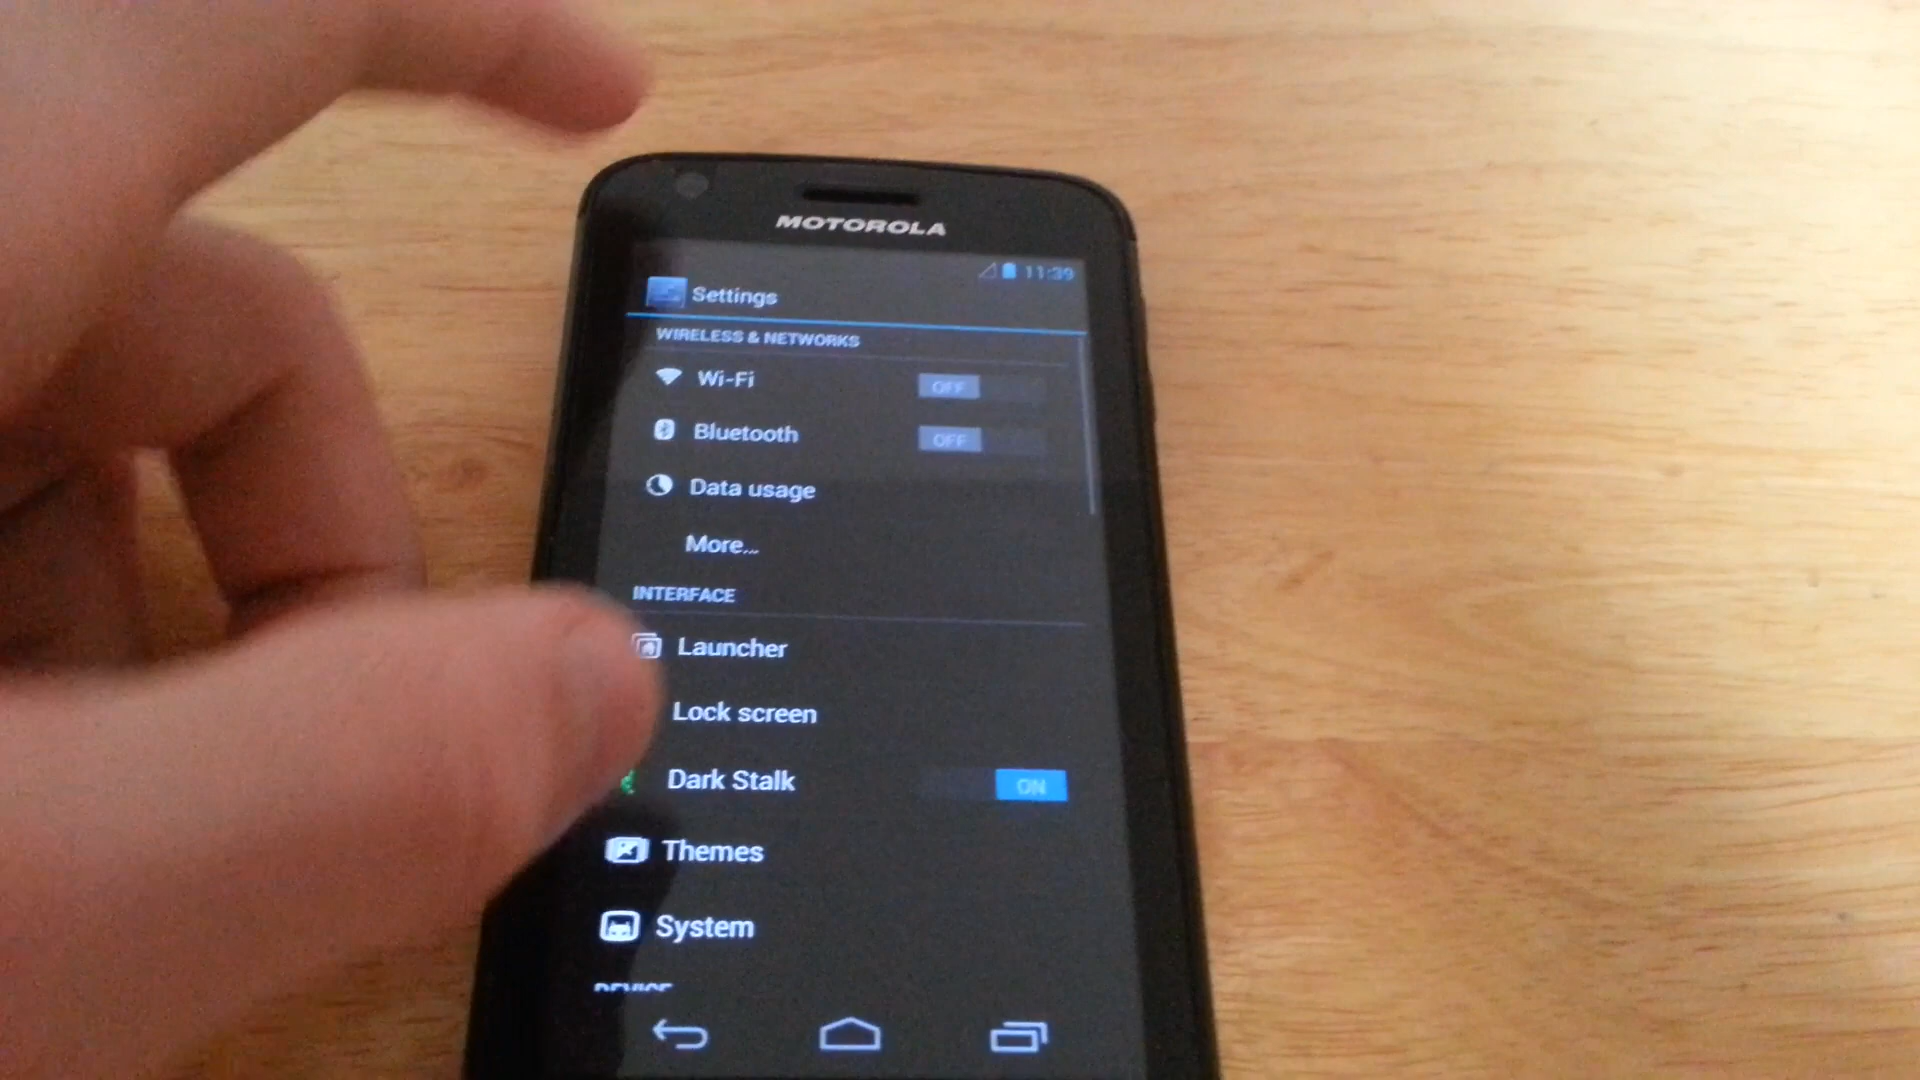 MOTOROLA
11:39
Settings
WIRELESS & NETWORKS
Wi-Fi OFF
Bluetooth OFF
Data usage
More...
INTERFACE
Launcher
Lock screen
Dark Stalk ON
Themes
System
DEVICE